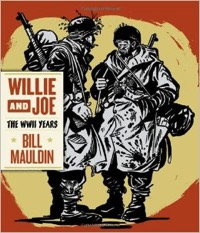 WILLIE
AND JOE
THE WWII YEARS
BILL
MAULDIN